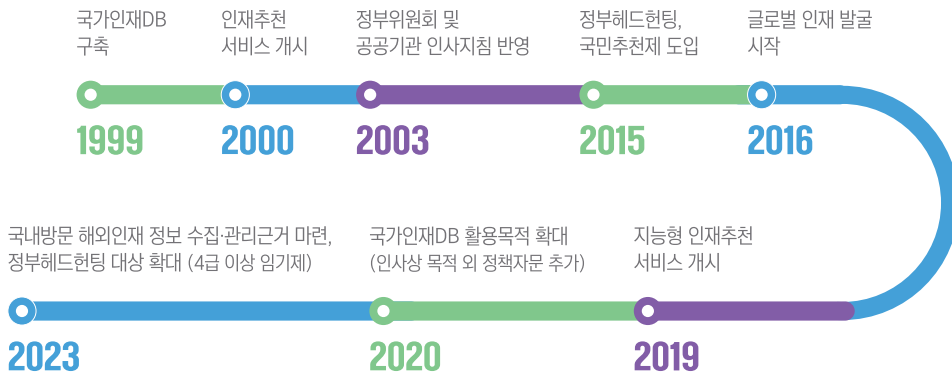 국가인재DB
구축
1999
인재추천
서비스 개시
2000
정부위원회 및
공공기관 인사지침 반영
2003
정부헤드헌팅,
국민추천제 도입
2015
글로벌 인재 발굴
시작
2016
지능형 인재추천
서비스 개시
2019
국가인재DB 활용목적 확대
(인사상 목적 외 정책자문 추가)
2020
국내방문 해외인재 정보 수집·관리근거 마련,
정부헤드헌팅 대상 확대 (4급 이상 임기제)
2023